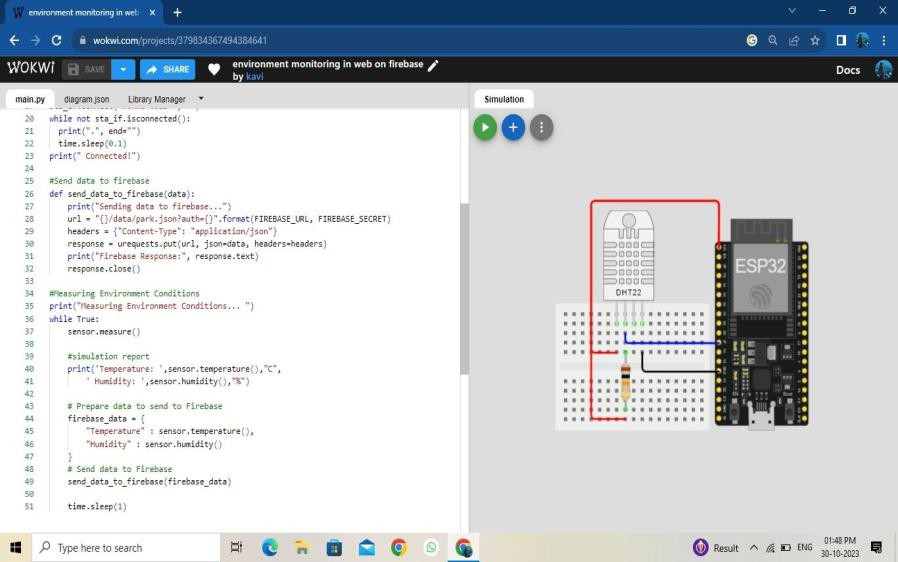 environment monitoring in web
wokwi.com/projects/379834367494384641
WOKWI
SAVE
SHARE
environment monitoring in web on firebase
by kavi
Docs
main.py
diagram.json
Library Manager
Simulation
20 while not sta_if.isconnected():
21 print(".", end="")
22 time.sleep(0.1)
23 print(" Connected!")
24
25 #Send data to firebase
26 def send_data_to_firebase(data):
27 print("Sending data to firebase...")
28 url = "{}/data/park.json?auth={}".format(FIREBASE_URL, FIREBASE_SECRET)
29 headers = {"Content-Type": "application/json"}
30 response = urequests.put(url, json=data, headers=headers)
31 print("Firebase Response:", response.text)
32 response.close()
33
34 #Measuring Environment Conditions
35 print("Measuring Environment Conditions... ")
36 while True:
37 sensor.measure()
38
39 #simulation report
40 print('Temperature: ',sensor.temperature(),"C",
41 ' Humidity: ',sensor.humidity(),"%")
42
43 # Prepare data to send to Firebase
44 firebase_data = {
45 "Temperature" : sensor.temperature(),
46 "Humidity" : sensor.humidity()
47 }
48 # Send data to Firebase
49 send_data_to_firebase(firebase_data)
50
51 time.sleep(1)
DHT22
ESP32
Type here to search
Result
ENG
01:48 PM
30-10-2023